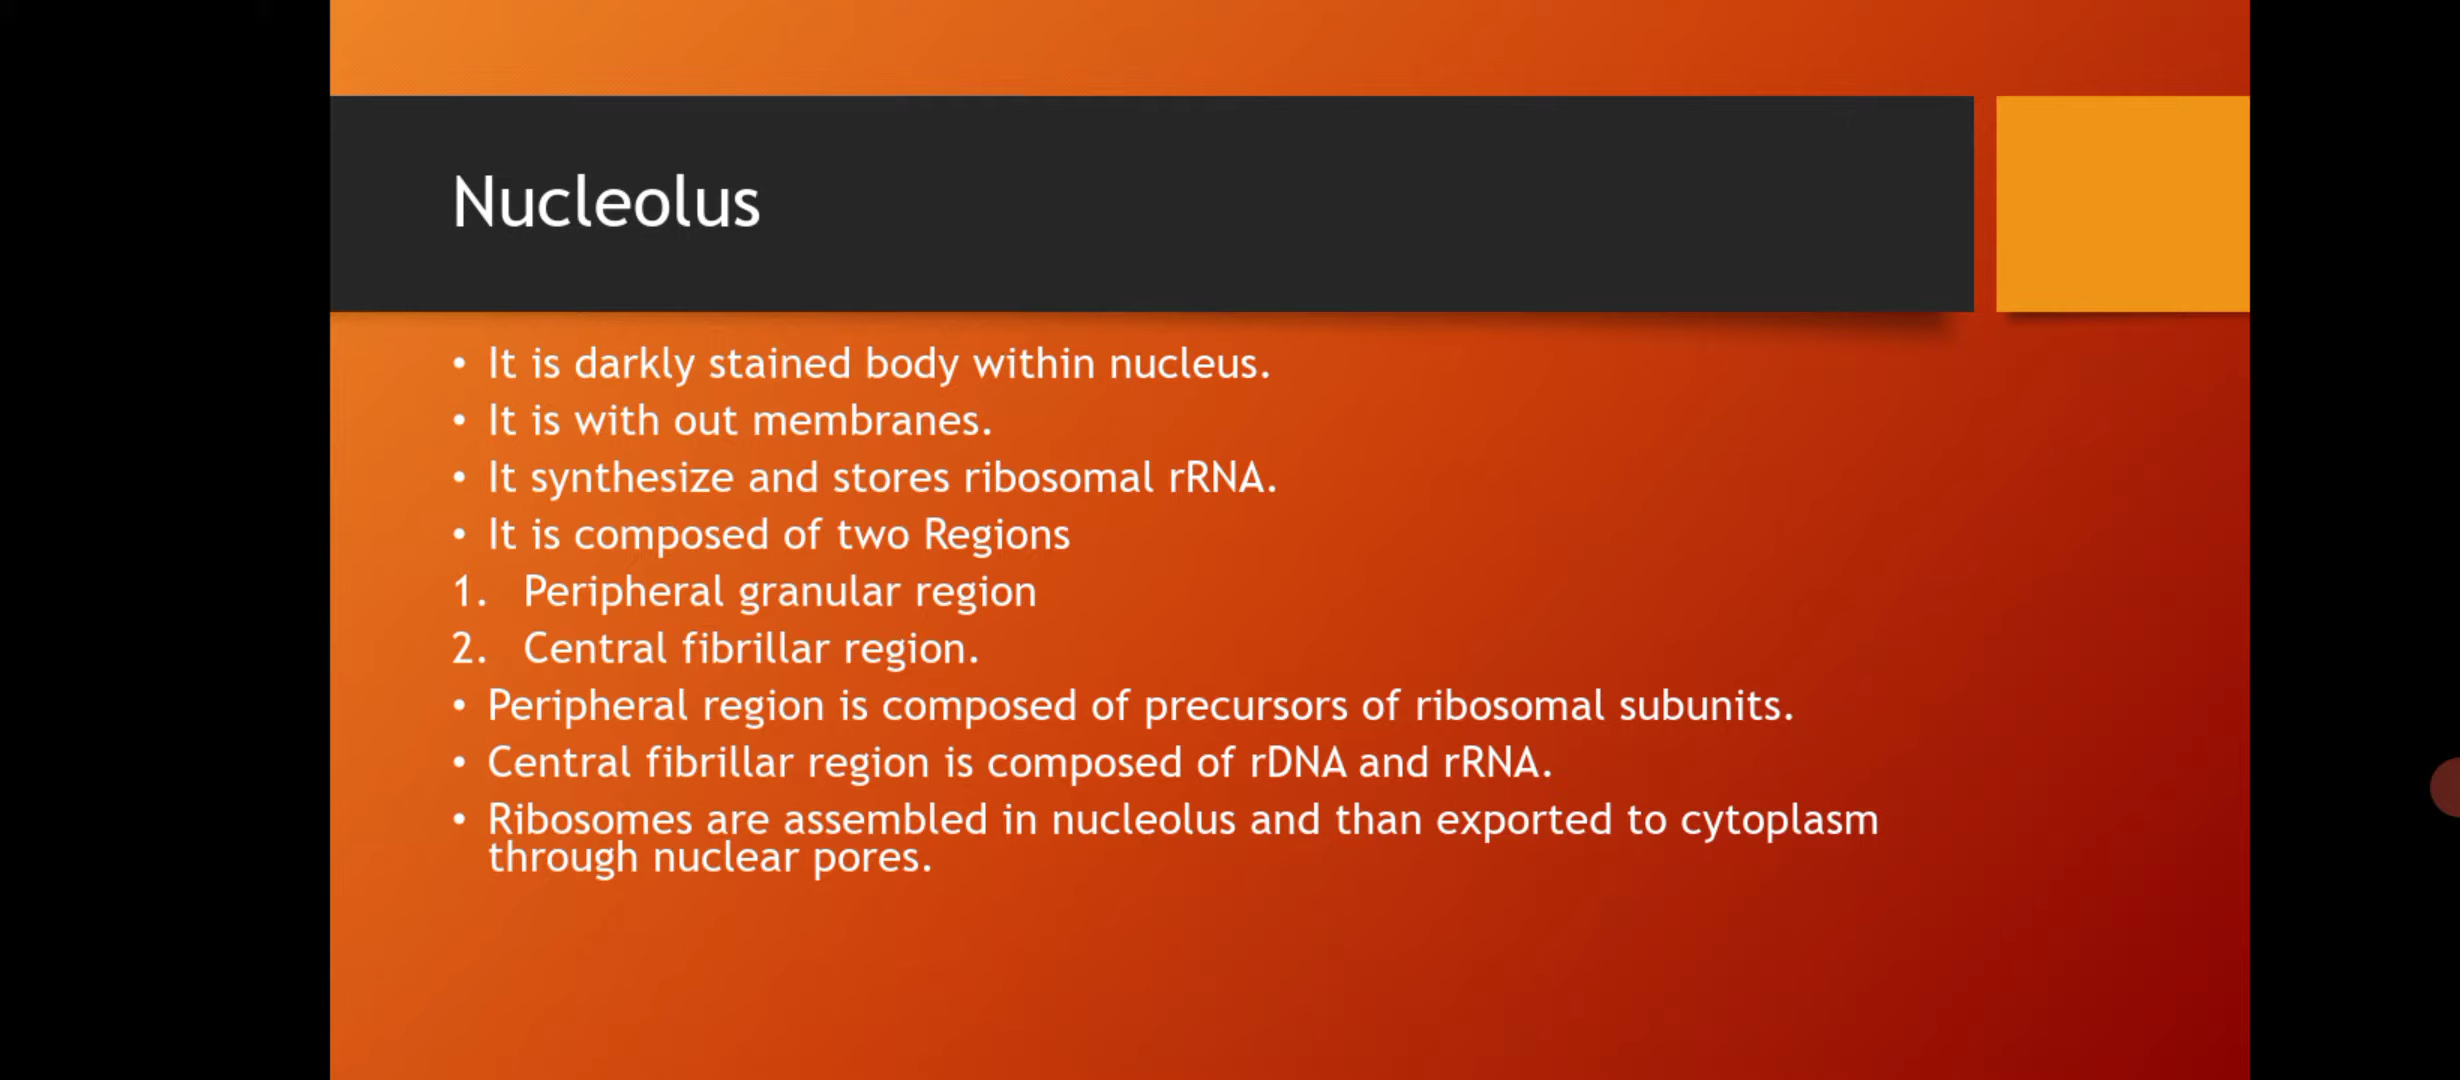 Nucleolus
• It is darkly stained body within nucleus.
• It is with out membranes.
• It synthesize and stores ribosomal rRNA.
• It is composed of two Regions
1. Peripheral granular region
2. Central fibrillar region.
• Peripheral region is composed of precursors of ribosomal subunits.
• Central fibrillar region is composed of rDNA and rRNA.
• Ribosomes are assembled in nucleolus and than exported to cytoplasm
through nuclear pores.